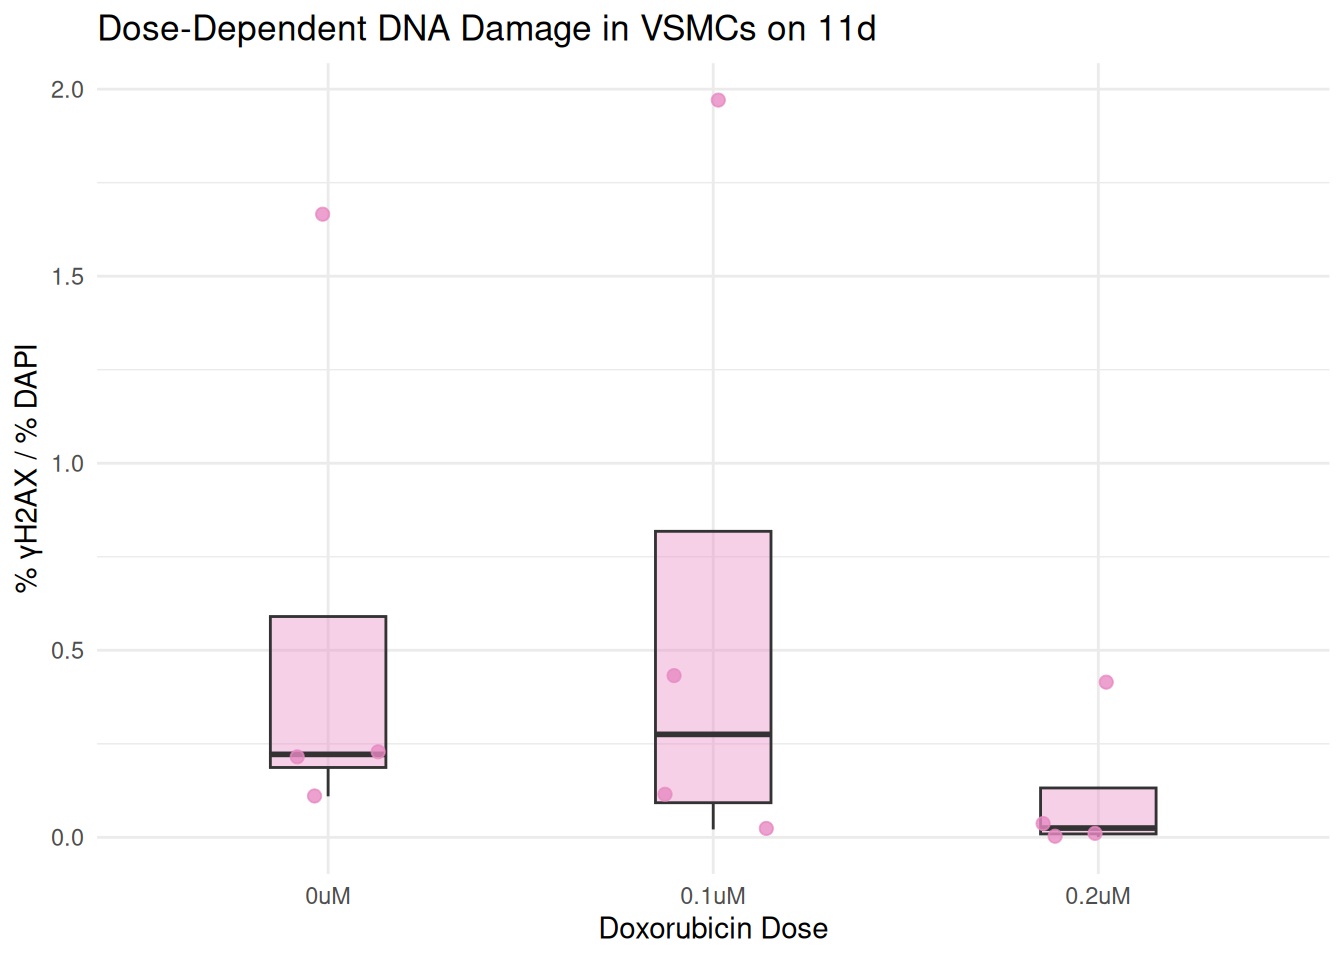 Dose-Dependent DNA Damage in VSMCs on 11d
% γH2AX / % DAPI
2.0
1.5
1.0
0.5
0.0
0uM 0.1uM 0.2uM
Doxorubicin Dose